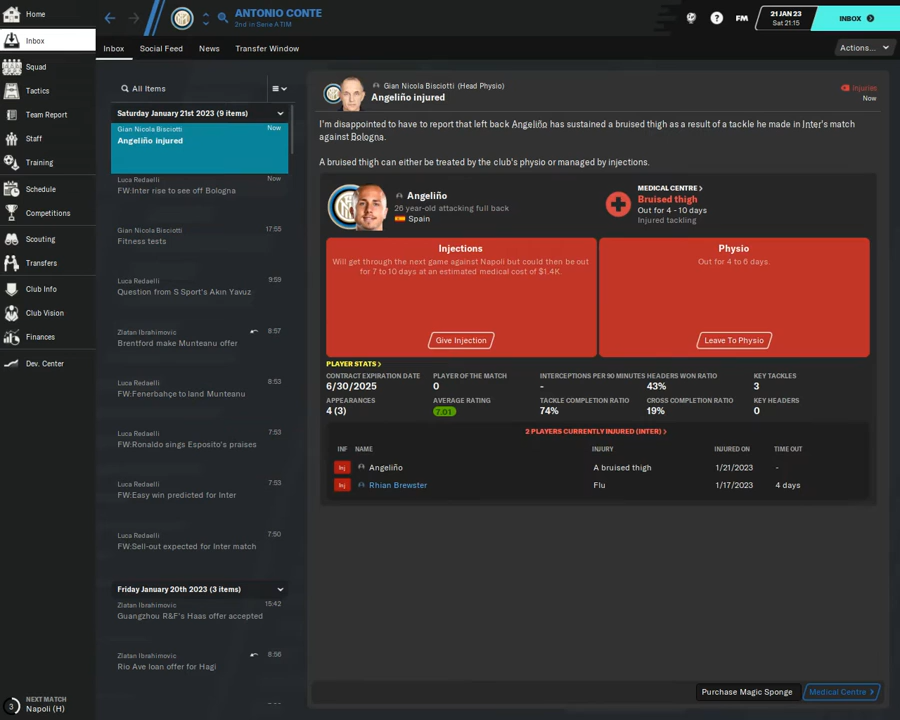 Home
Inbox
Squad
Tactics
Team Report
Staff
Training
Schedule
Competitions
Scouting
Transfers
Club Info
Club Vision
Finances
Dev. Center
3
NEXT MATCH
Napoli (H)
ANTONIO CONTE
2nd in Serie A TIM
?
FM
21 JAN 23
Sat 21:15
INBOX
Inbox
Social Feed
News
Transfer Window
Actions...
All Items
Saturday January 21st 2023 (9 items)
Gian Nicola Bisciotti
Now
Angeliño injured
Luca Redaelli
Now
FW:Inter rise to see off Bologna
Gian Nicola Bisciotti
17:55
Fitness tests
Luca Redaelli
9:59
Question from S Sport's Akın Yavuz
Zlatan Ibrahimovic
8:57
Brentford make Munteanu offer
Luca Redaelli
8:53
FW:Fenerbahçe to land Munteanu
Luca Redaelli
7:53
FW:Ronaldo sings Esposito's praises
Luca Redaelli
7:53
FW:Easy win predicted for Inter
Luca Redaelli
7:50
FW:Sell-out expected for Inter match
Friday January 20th 2023 (3 items)
Zlatan Ibrahimovic
15:42
Guangzhou R&F's Haas offer accepted
Zlatan Ibrahimovic
8:56
Rio Ave loan offer for Hagi
Gian Nicola Bisciotti (Head Physio)
Angeliño injured
Injuries
Now
I'm disappointed to have to report that left back Angeliño has sustained a bruised thigh as a result of a tackle he made in Inter's match
against Bologna.
A bruised thigh can either be treated by the club's physio or managed by injections.
Angeliño
26 year-old attacking full back
Spain
MEDICAL CENTRE >
Bruised thigh
Out for 4 - 10 days
Injured tackling
Injections
Will get through the next game against Napoli but could then be out
for 7 to 10 days at an estimated medical cost of $1.4K.
Give Injection
Physio
Out for 4 to 6 days.
Leave To Physio
PLAYER STATS >
CONTRACT EXPIRATION DATE
6/30/2025
PLAYER OF THE MATCH
0
INTERCEPTIONS PER 90 MINUTES
-
HEADERS WON RATIO
43%
KEY TACKLES
3
APPEARANCES
4 (3)
AVERAGE RATING
7.01
TACKLE COMPLETION RATIO
74%
CROSS COMPLETION RATIO
19%
KEY HEADERS
0
2 PLAYERS CURRENTLY INJURED (INTER) >
INF NAME INJURY INJURED ON TIME OUT
Inj Angeliño A bruised thigh 1/21/2023 -
Inj Rhian Brewster Flu 1/17/2023 4 days
Purchase Magic Sponge
Medical Centre >